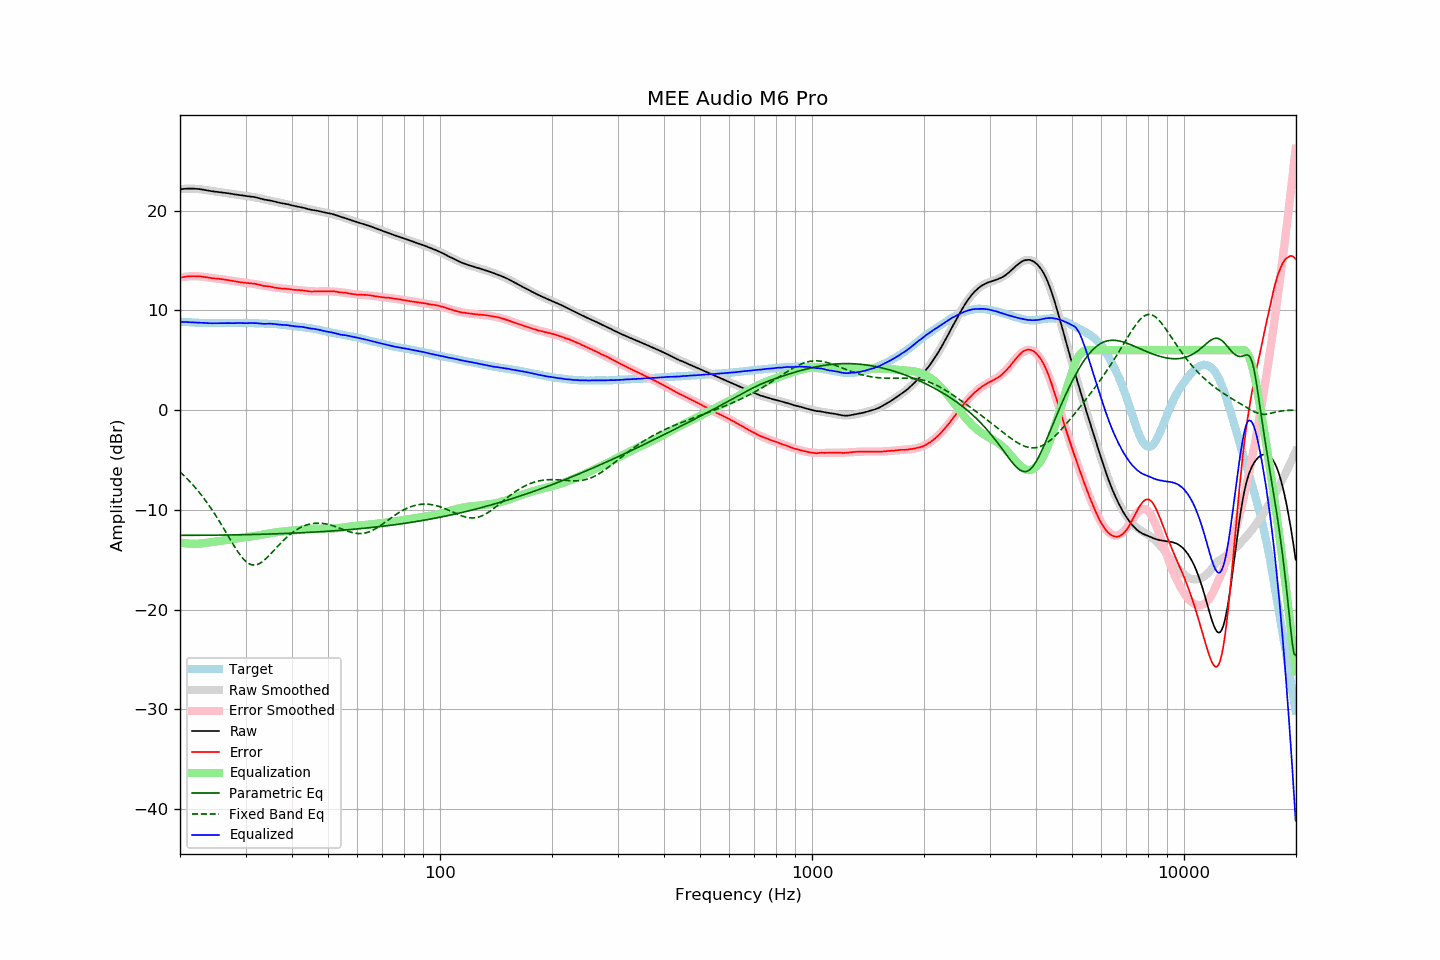 MEE Audio M6 Pro
Amplitude (dBr)
20
10
0
−10
−20
−30
−40
Target
Raw Smoothed
Error Smoothed
Raw
Error
Equalization
Parametric Eq
Fixed Band Eq
Equalized
100 1000 10000
Frequency (Hz)